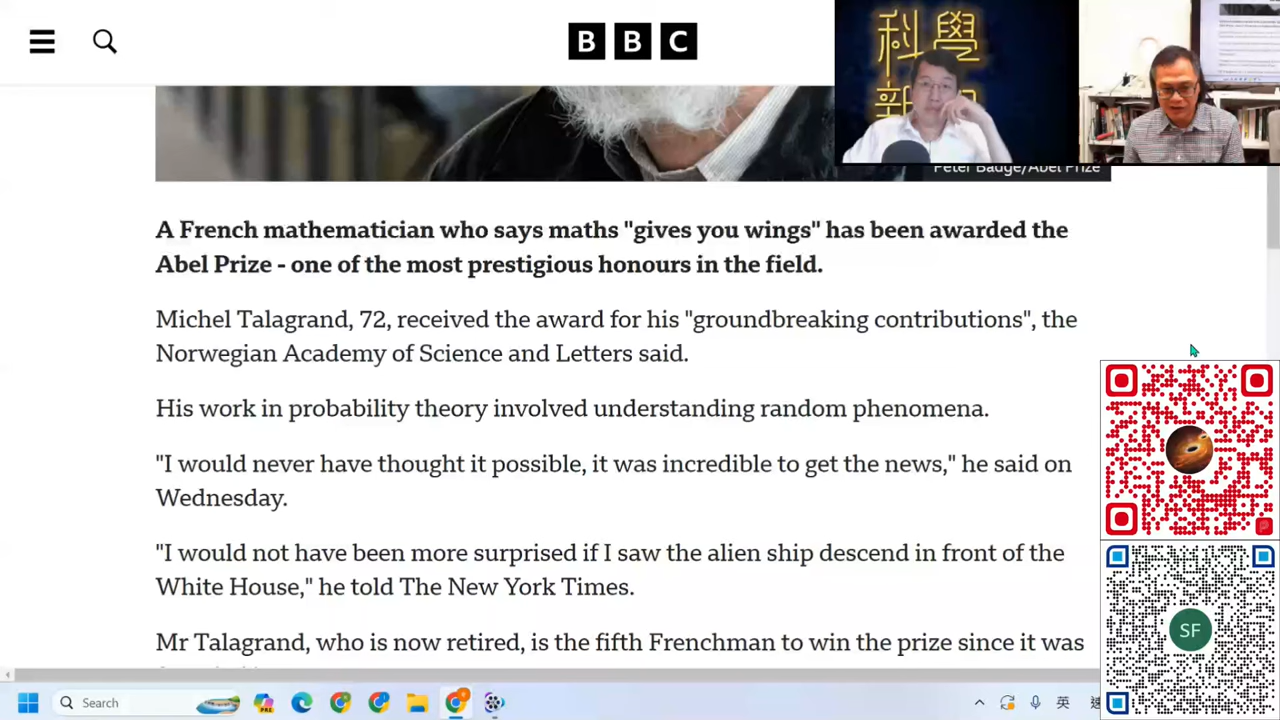 BBC
科學
Peter Badge/Abel Prize
A French mathematician who says maths "gives you wings" has been awarded the
Abel Prize - one of the most prestigious honours in the field.
Michel Talagrand, 72, received the award for his "groundbreaking contributions", the
Norwegian Academy of Science and Letters said.
His work in probability theory involved understanding random phenomena.
"I would never have thought it possible, it was incredible to get the news," he said on
Wednesday.
"I would not have been more surprised if I saw the alien ship descend in front of the
White House," he told The New York Times.
Mr Talagrand, who is now retired, is the fifth Frenchman to win the prize since it was
SF
Search
英